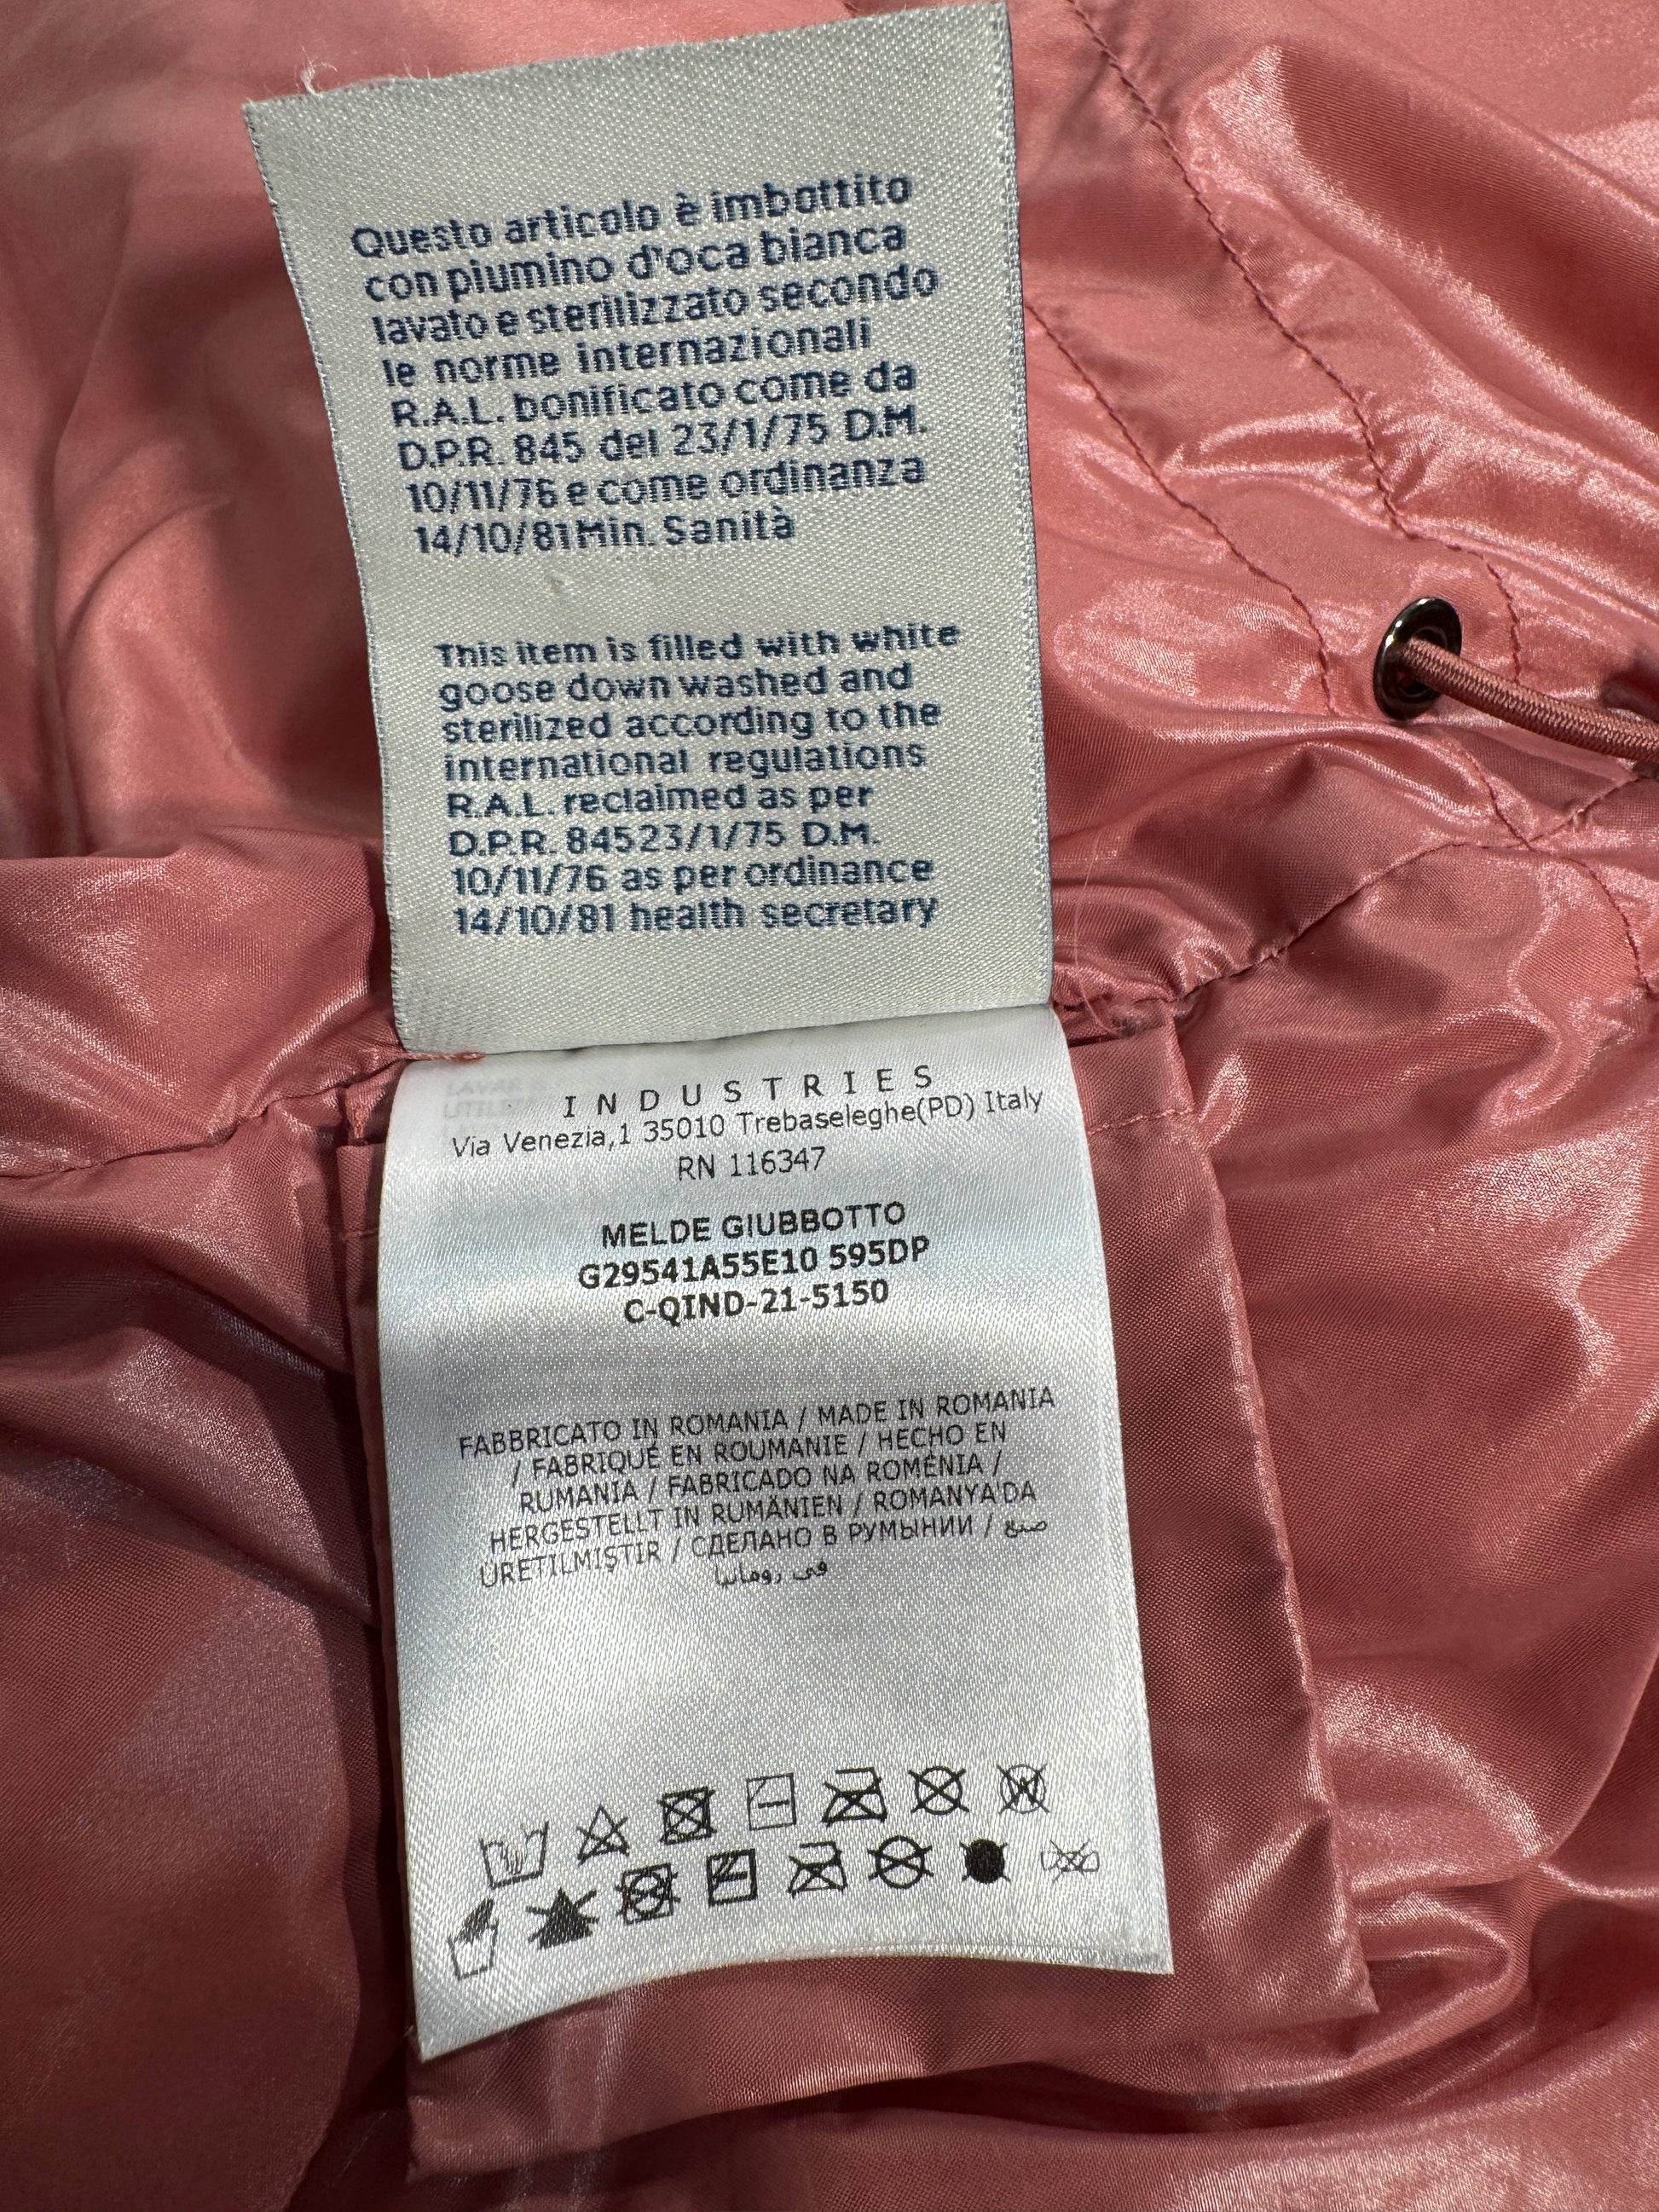 Questo articolo è imbottito
con piumino d'oca bianca
lavato e sterilizzato secondo
le norme internazionali
R.A.L. bonificato come da
D.P.R. 845 del 23/1/75 D.M.
10/11/76 e come ordinanza
14/10/81 Min. Sanità
This item is filled with white
goose down washed and
sterilized according to the
international regulations
R.A.L. reclaimed as per
D.P.R. 84523/1/75 D.M.
10/11/76 as per ordinance
14/10/81 health secretary
INDUSTRIES
Via Venezia,1 35010 Trebaseleghe(PD) Italy
RN 116347
MELDE GIUBBOTTO
G29541A55E10 595DP
C-QIND-21-5150
FABBRICATO IN ROMANIA / MADE IN ROMANIA
/ FABRIQUÉ EN ROUMANIE / HECHO EN
RUMANIA / FABRICADO NA ROMÉNIA /
HERGESTELLT IN RUMÄNIEN / ROMANYA'DA
ÜRETILMIŞTIR / СДЕЛАНО В РУМЫНИИ / صنع
في رومانيا